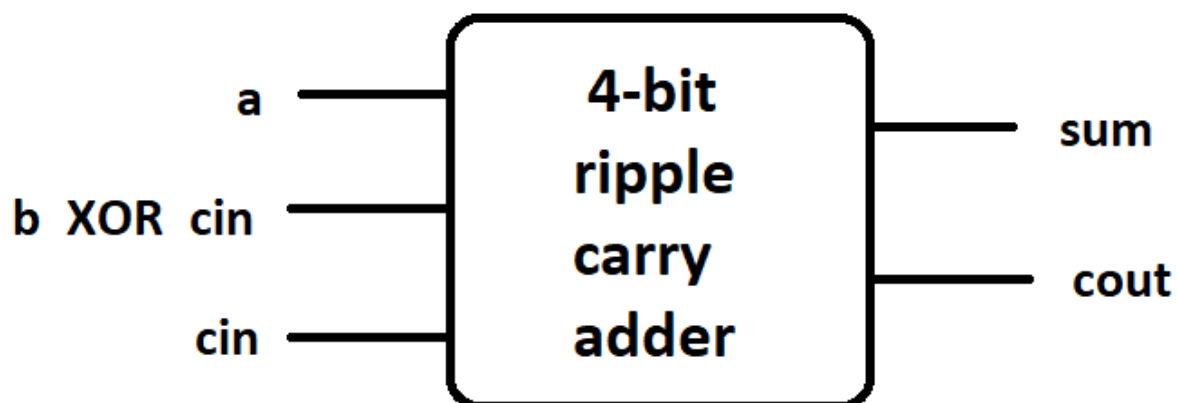 a
b XOR cin
cin
4-bit
ripple
carry
adder
sum
cout